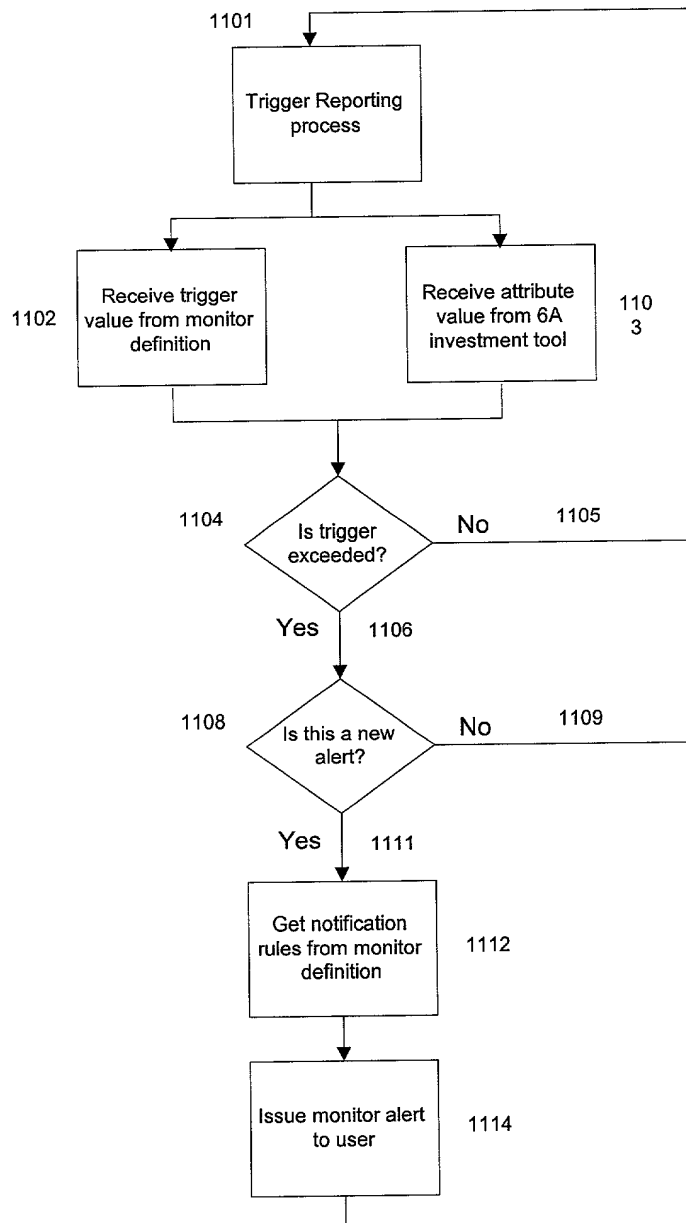 1101
Trigger Reporting
process
1102
Receive trigger
value from monitor
definition
Receive attribute
value from 6A
investment tool
110
3
1104
Is trigger
exceeded?
No
1105
Yes
1106
1108
Is this a new
alert?
No
1109
Yes
1111
Get notification
rules from monitor
definition
1112
Issue monitor alert
to user
1114